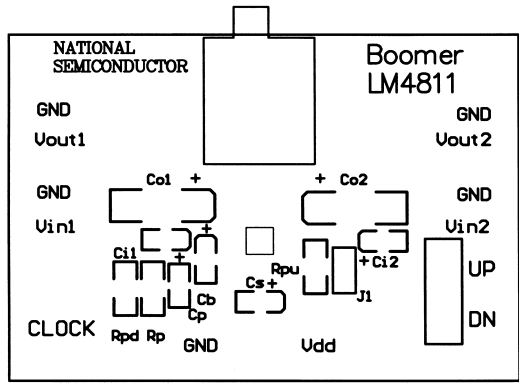 NATIONAL
SEMICONDUCTOR
Boomer
LM4811
GND
Vout1
GND
Vout2
GND
Vin1
Co1 +
+ Co2
GND
Vin2
+
Ci1
+
Cb
Cp
Cs+
Rpu
J1
+Ci2
UP
DN
CLOCK
Rpd Rp
GND
Vdd